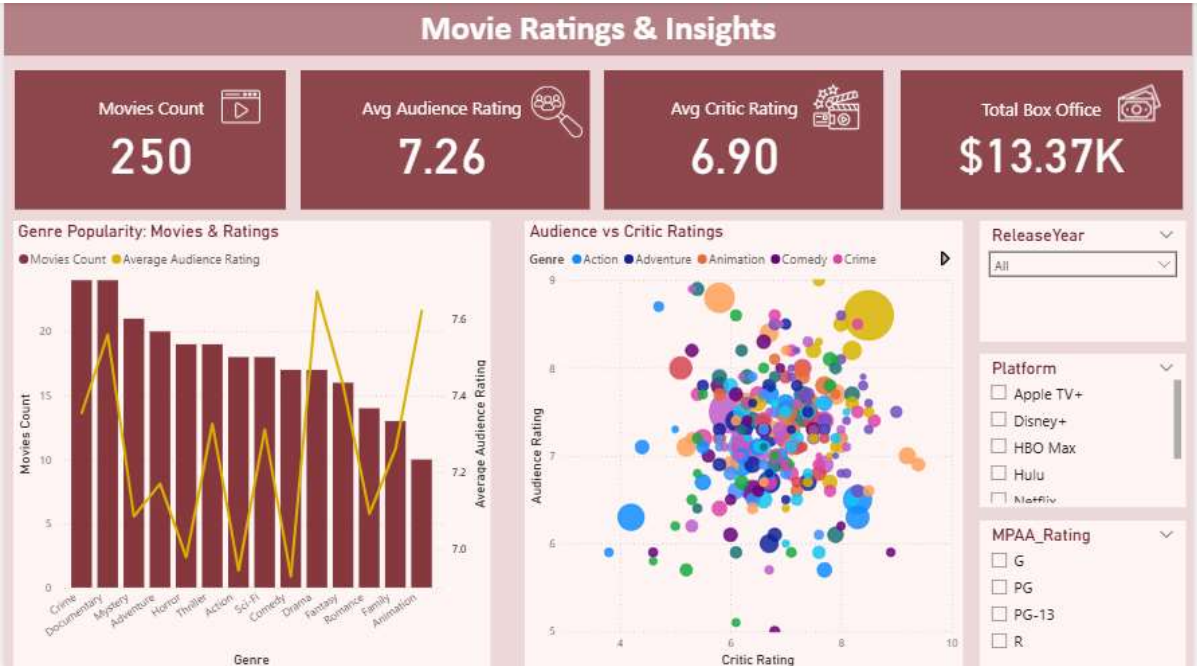 Movie Ratings & Insights
Movies Count
250
Avg Audience Rating
7.26
Avg Critic Rating
6.90
Total Box Office
$13.37K
Genre Popularity: Movies & Ratings
Movies Count Average Audience Rating
Movies Count
20
15
10
5
0
7.6
7.4
7.2
7.0
Average Audience Rating
Crime
Documentary
Mystery
Adventure
Horror
Thriller
Action
Sci-Fi
Comedy
Drama
Fantasy
Romance
Family
Animation
Genre
Audience vs Critic Ratings
Genre Action Adventure Animation Comedy Crime
Audience Rating
9
8
7
6
5
4
6
8
10
Critic Rating
ReleaseYear
All
Platform
Apple TV+
Disney+
HBO Max
Hulu
Netflix
MPAA_Rating
G
PG
PG-13
R